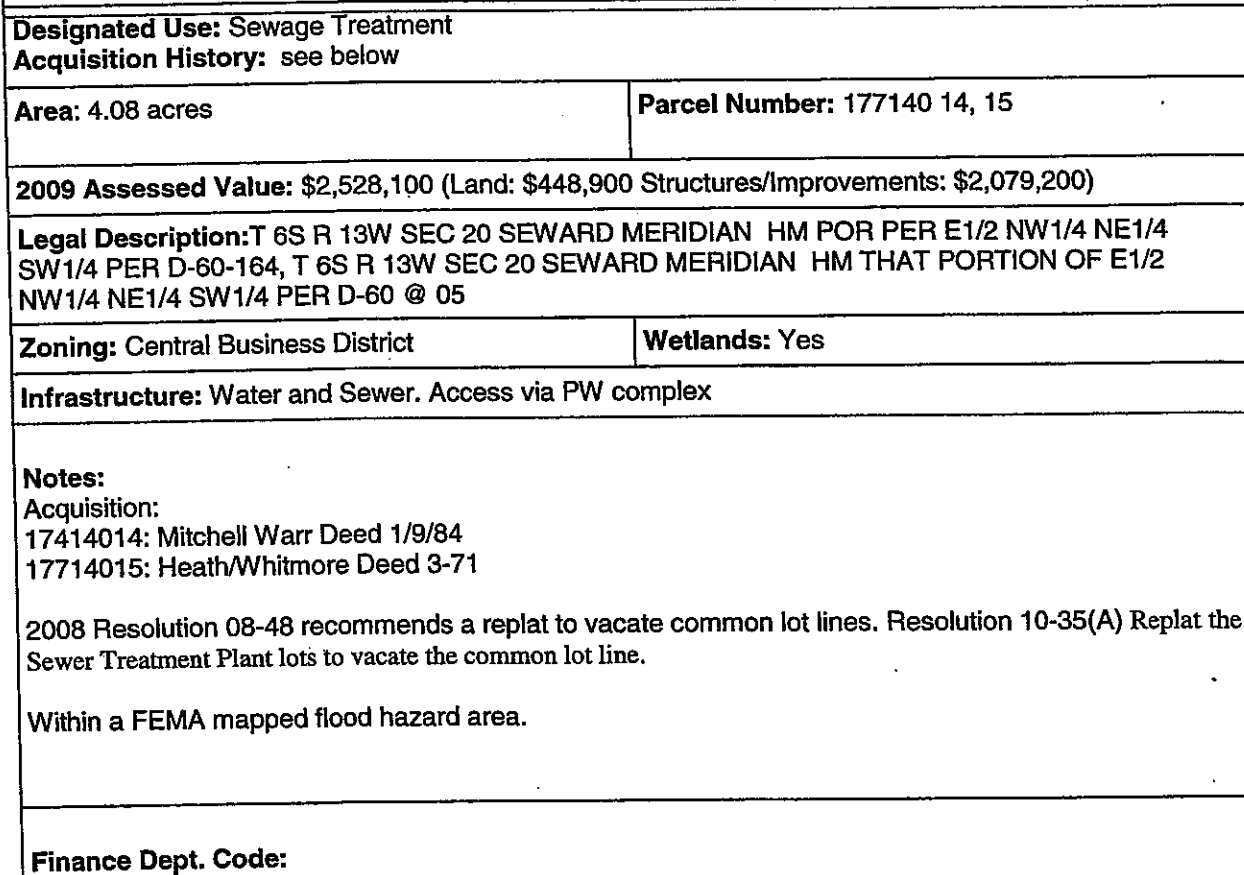 Designated Use: Sewage Treatment
Acquisition History: see below
Area: 4.08 acres
Parcel Number: 177140 14, 15
2009 Assessed Value: $2,528,100 (Land: $448,900 Structures/Improvements: $2,079,200)
Legal Description:T 6S R 13W SEC 20 SEWARD MERIDIAN HM POR PER E1/2 NW1/4 NE1/4
SW1/4 PER D-60-164, T 6S R 13W SEC 20 SEWARD MERIDIAN HM THAT PORTION OF E1/2
NW1/4 NE1/4 SW1/4 PER D-60 @ 05
Zoning: Central Business District
Wetlands: Yes
Infrastructure: Water and Sewer. Access via PW complex
Notes:
Acquisition:
17414014: Mitchell Warr Deed 1/9/84
17714015: Heath/Whitmore Deed 3-71
2008 Resolution 08-48 recommends a replat to vacate common lot lines. Resolution 10-35(A) Replat the
Sewer Treatment Plant lots to vacate the common lot line.
Within a FEMA mapped flood hazard area.
Finance Dept. Code: